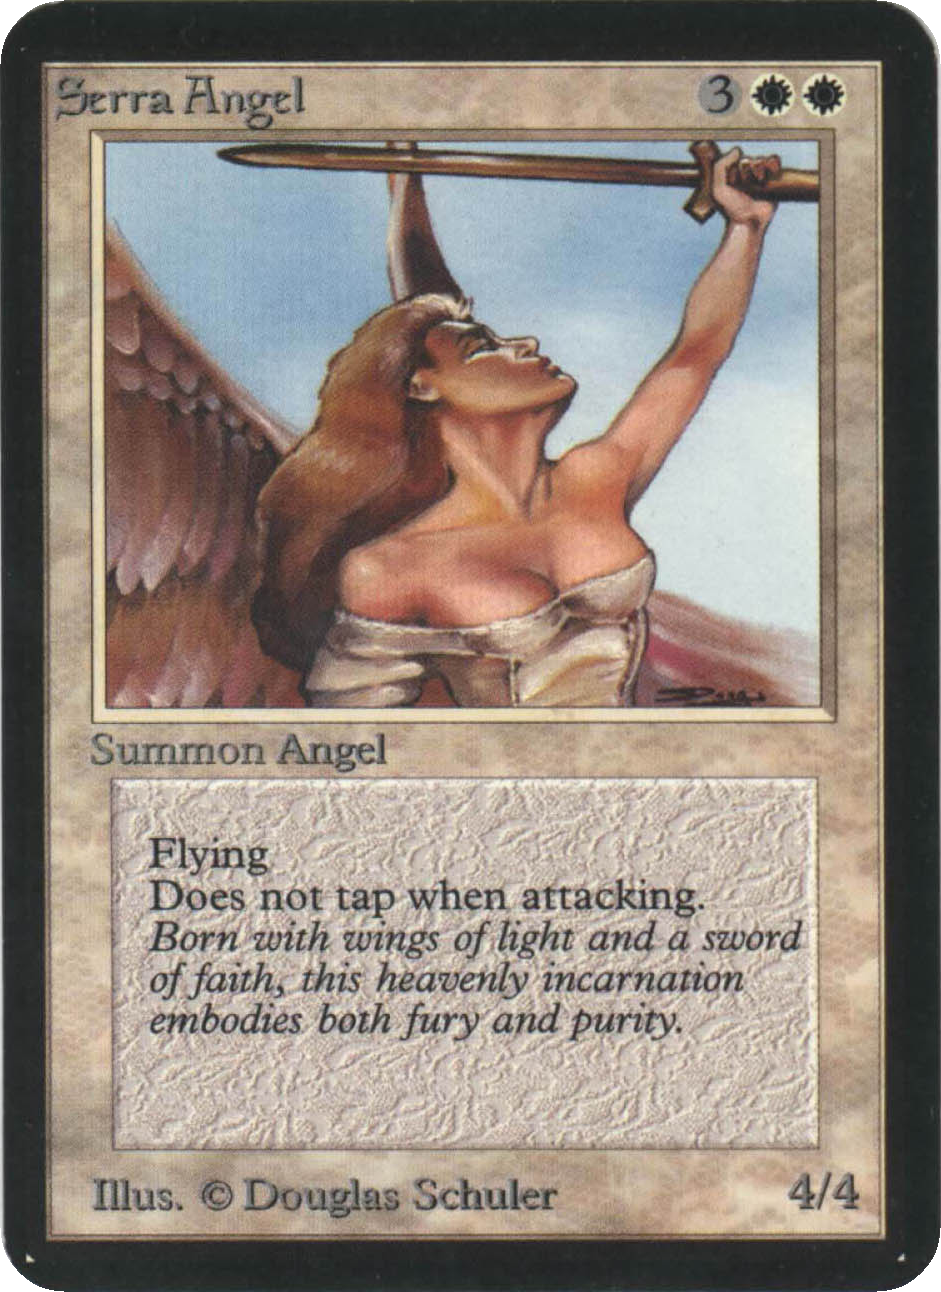 Serra Angel 3
Summon Angel
Flying
Does not tap when attacking.
Born with wings of light and a sword
of faith, this heavenly incarnation
embodies both fury and purity.
Illus. © Douglas Schuler 4/4